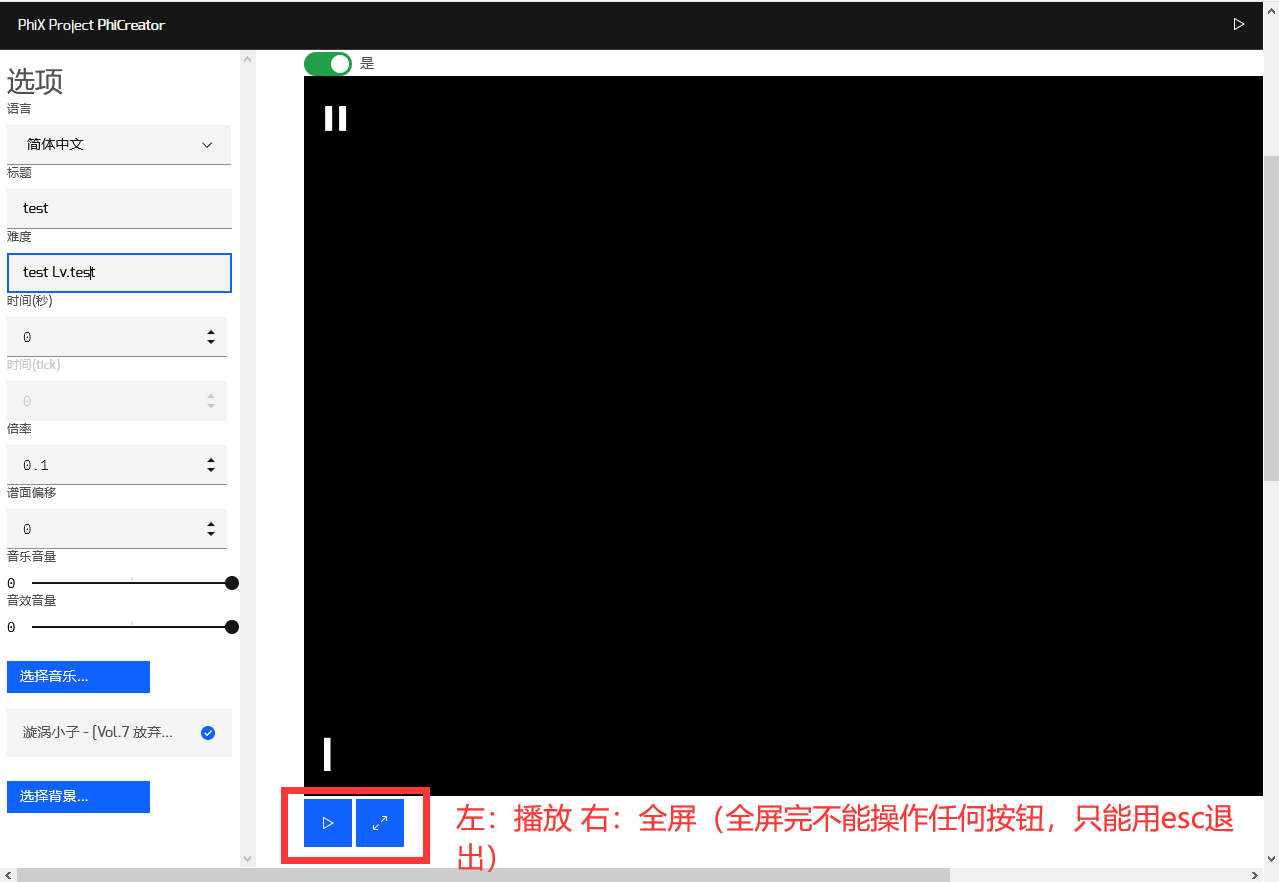 PhiX Project PhiCreator
选项
语言
简体中文
标题
test
难度
test Lv.test
时间(秒)
0
时间(tick)
0
倍率
0.1
谱面偏移
0
音乐音量
0
音效音量
0
选择音乐...
漩涡小子 - [Vol.7 放弃...
选择背景...
是
左：播放 右：全屏（全屏完不能操作任何按钮，只能用esc退
出）